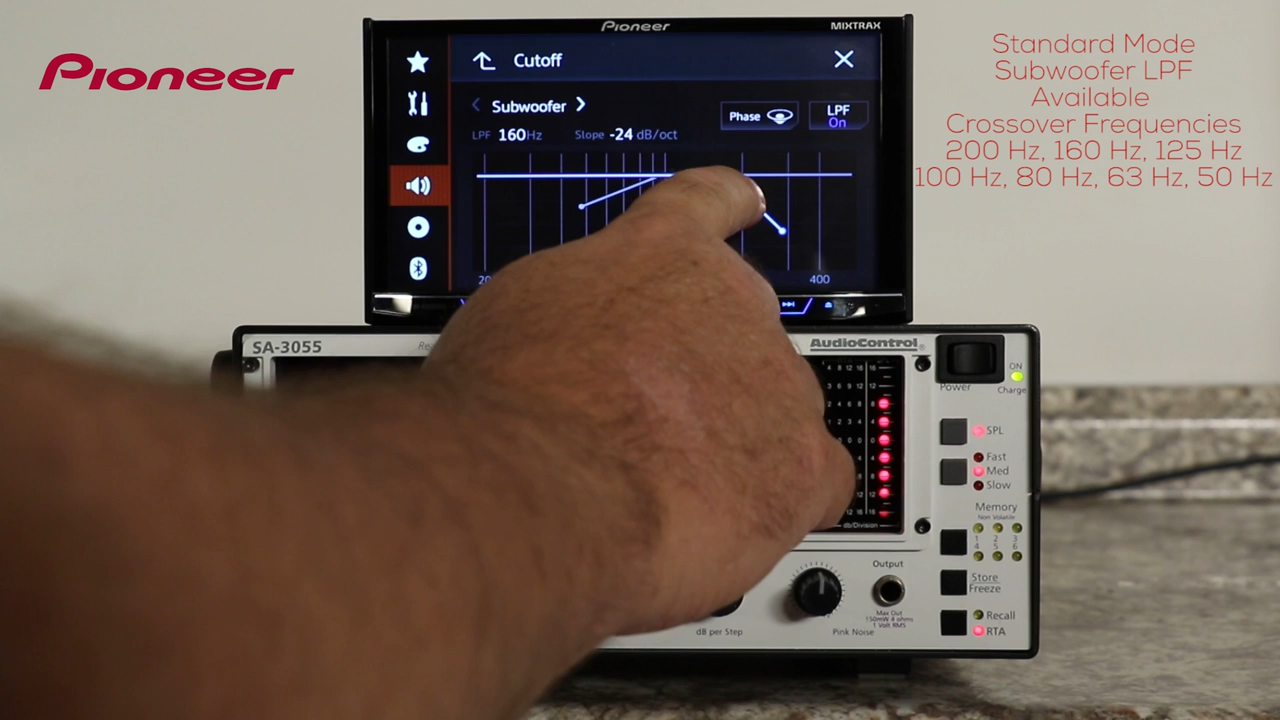 Pioneer
Standard Mode
Subwoofer LPF
Available
Crossover Frequencies
200 Hz, 160 Hz, 125 Hz
100 Hz, 80 Hz, 63 Hz, 50 Hz
Pioneer
MIXTRAX
Cutoff
Subwoofer
Phase
LPF
On
LPF 160Hz Slope -24 dB/oct
400
SA-3055
AudioControl®
Power
ON
Charge
SPL
Fast
Med
Slow
Memory
Non Volatile
1 2 3
4 5 6
db/Division
Output
Max Out
150mW 4 ohms
1 Volt RMS
Store
Freeze
Recall
RTA
dB per Step
Pink Noise